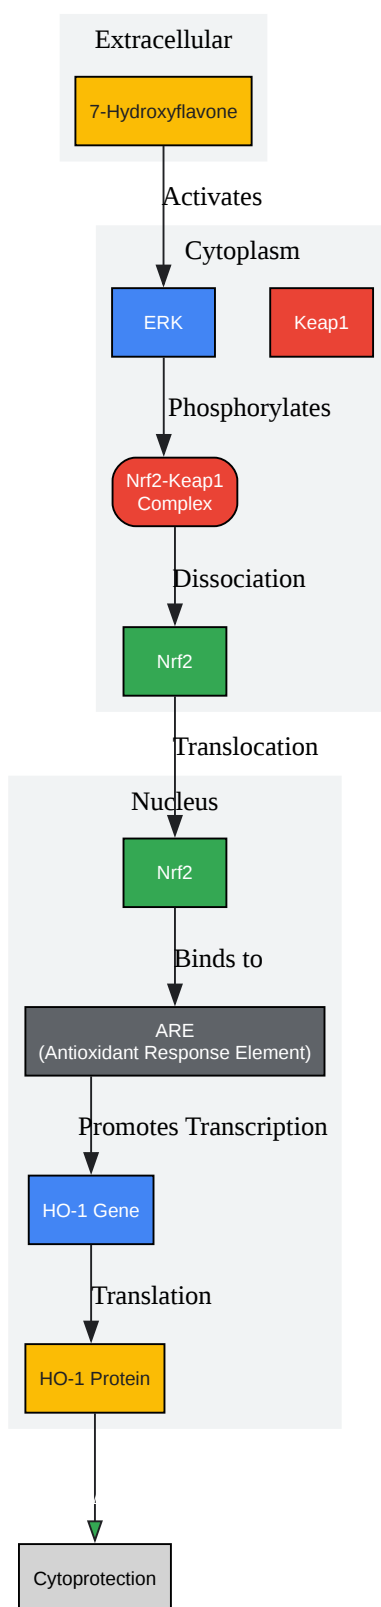 Extracellular
7-Hydroxyflavone
Activates
Cytoplasm
ERK
Keap1
Phosphorylates
Nrf2-Keap1
Complex
Dissociation
Nrf2
Translocation
Nucleus
Nrf2
Binds to
ARE
(Antioxidant Response Element)
Promotes Transcription
HO-1 Gene
Translation
HO-1 Protein
Cytoprotection